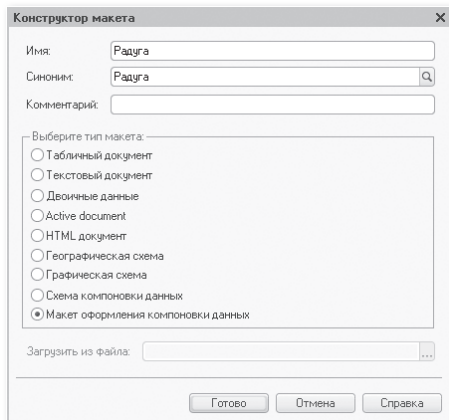 Конструктор макета
Имя: Радуга
Синоним: Радуга
Комментарий:
Выберите тип макета:
Табличный документ
Текстовый документ
Двоичные данные
Active document
HTML документ
Географическая схема
Графическая схема
Схема компоновки данных
Макет оформления компоновки данных
Загрузить из файла: ...
Готово Отмена Справка